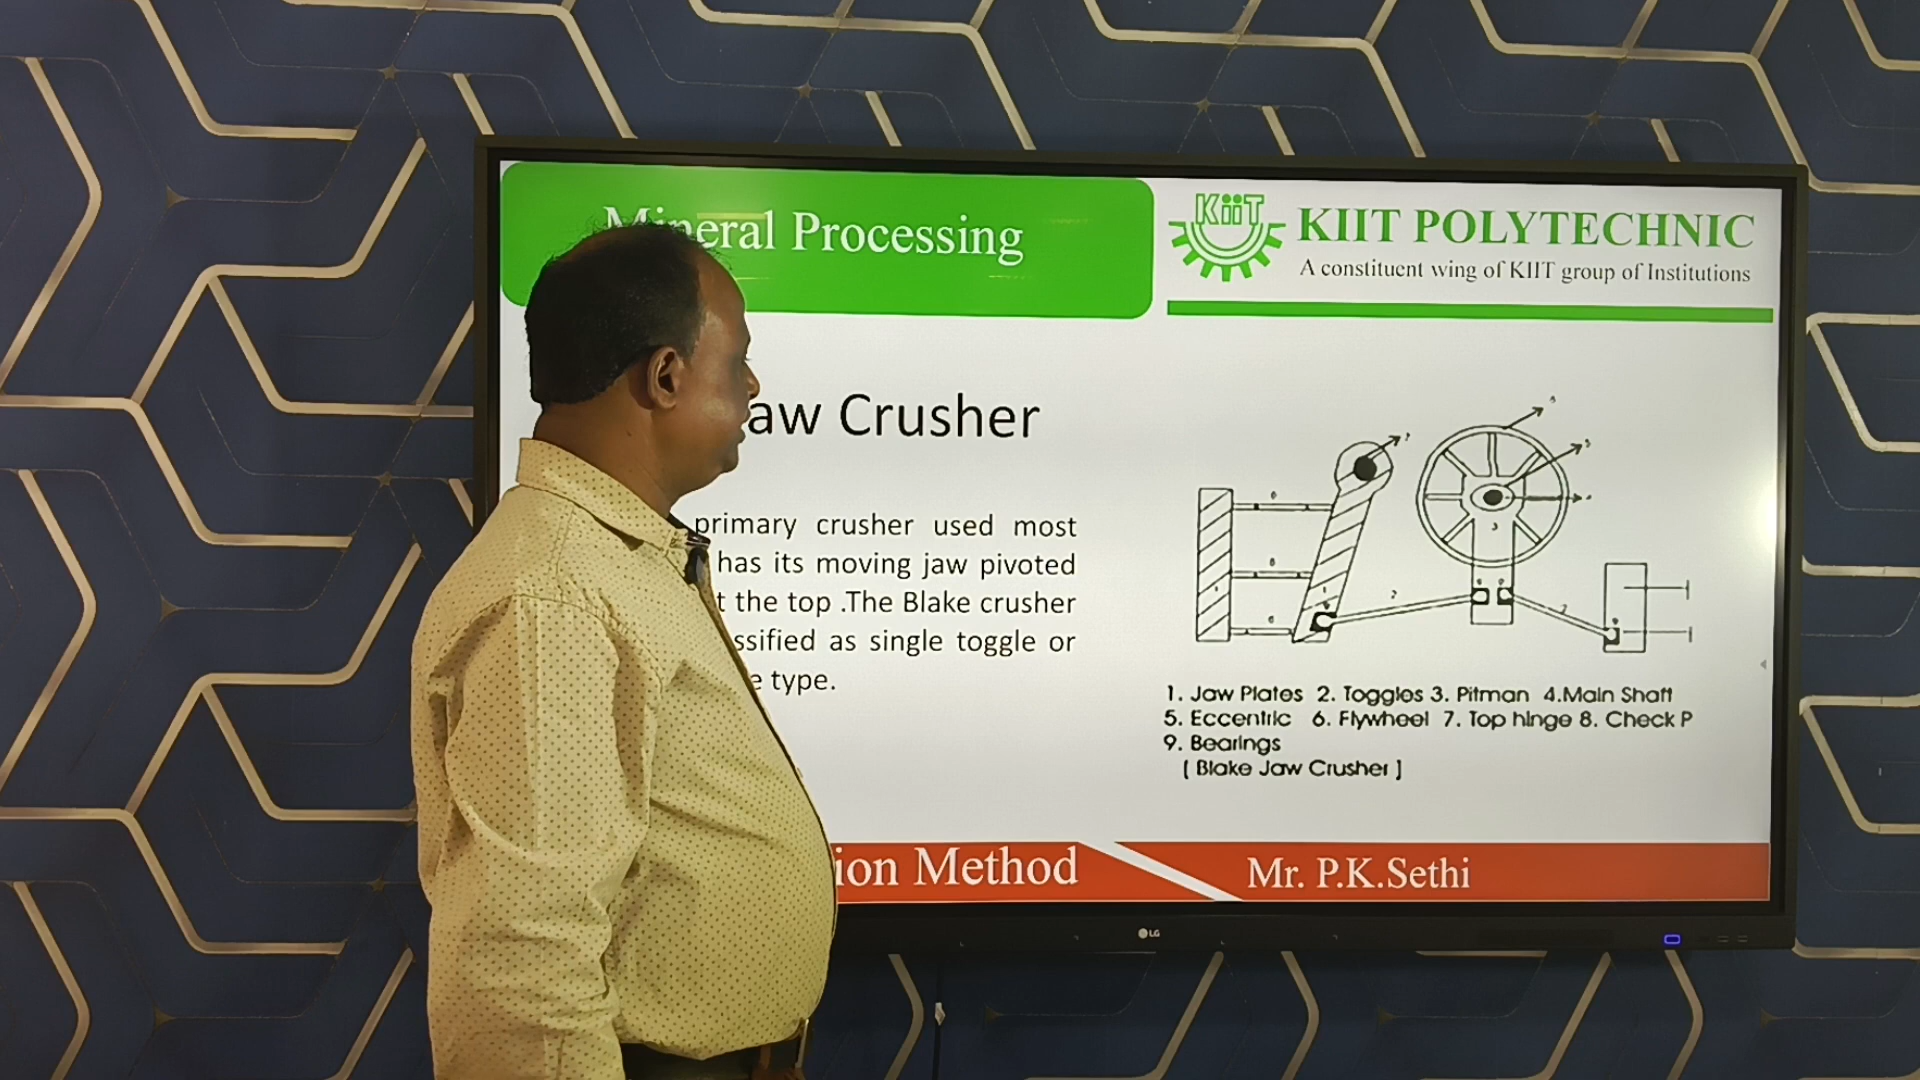 Mineral Processing
KiiT
KIIT POLYTECHNIC
A constituent wing of KIIT group of Institutions
aw Crusher
primary crusher used most
has its moving jaw pivoted
t the top .The Blake crusher
ssified as single toggle or
e type.
1. Jaw Plates 2. Toggles 3. Pitman 4.Main Shaft
5. Eccentric 6. Flywheel 7. Top hinge 8. Check P
9. Bearings
[ Blake Jaw Crusher ]
ion Method
Mr. P.K.Sethi
LG